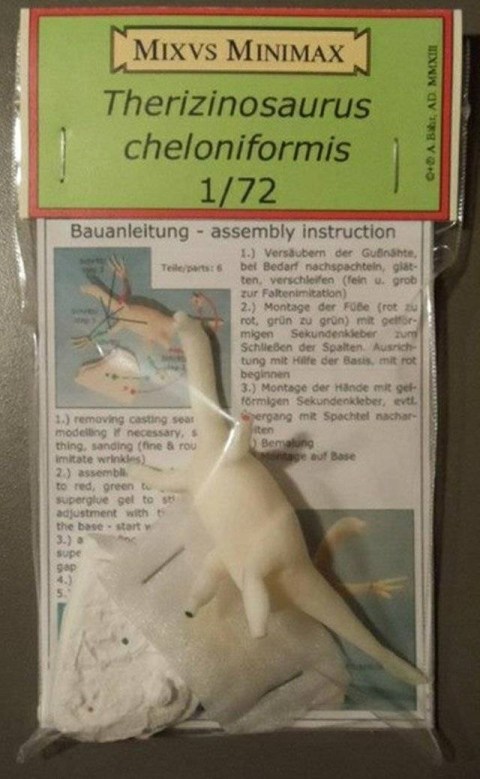 MIXVS MINIMAX
Therizinosaurus
cheloniformis
1/72
©+℗ A. Bähr, AD. MMXIII
Bauanleitung - assembly instruction
Teile/parts: 6
1.) Versäubern der Gußnähte,
bei Bedarf nachspachteln, glät-
ten, verschleifen (fein u. grob
zur Faltenimitation)
2.) Montage der Füße (rot zu
rot, grün zu grün) mit gelför-
migen Sekundenkleber zum
Schließen der Spalten. Ausrich-
tung mit Hilfe der Basis, mit rot
beginnen
3.) Montage der Hände mit gel-
förmigen Sekundenkleber, evtl.
Übergang mit Spachtel nachar-
beiten
Bemalung
Montage auf Base
1.) removing casting
modelling if necessary,
thing, sanding (fine &
imitate wrinkles)
2.)
to red, green
superglue gel to
adjustment with
the base - start
3.)
gap
4.)
5.